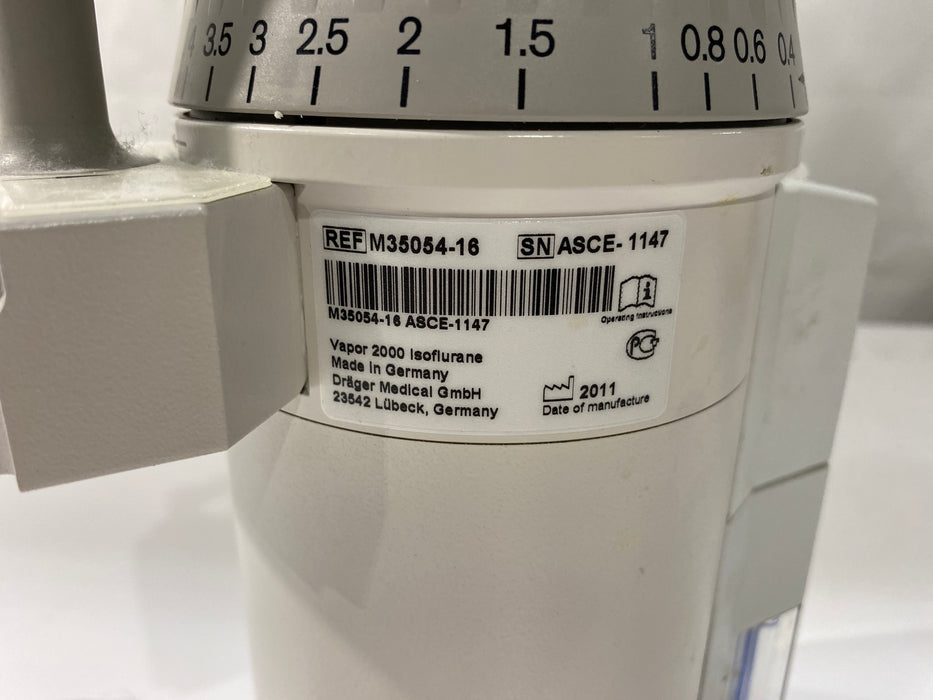 4 3.5 3 2.5 2 1.5 1 0.8 0.6 0.4
REF M35054-16 SN ASCE- 1147
M35054-16 ASCE-1147
Operating Instructions
Vapor 2000 Isoflurane
Made in Germany
Dräger Medical GmbH
23542 Lübeck, Germany
PC
2011
Date of manufacture